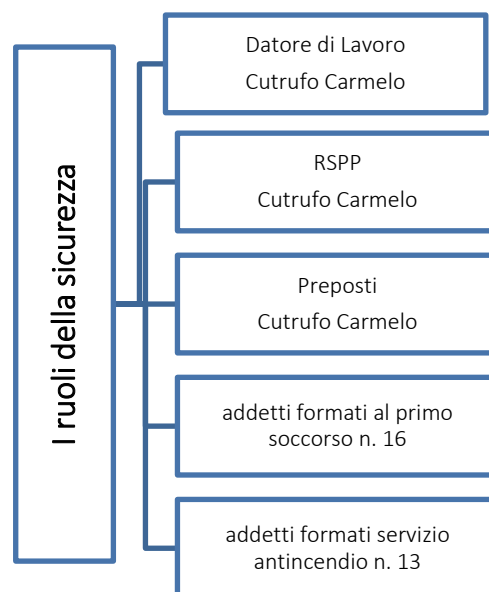 I ruoli della sicurezza
Datore di Lavoro
Cutrufo Carmelo
RSPP
Cutrufo Carmelo
Preposti
Cutrufo Carmelo
addetti formati al primo
soccorso n. 16
addetti formati servizio
antincendio n. 13